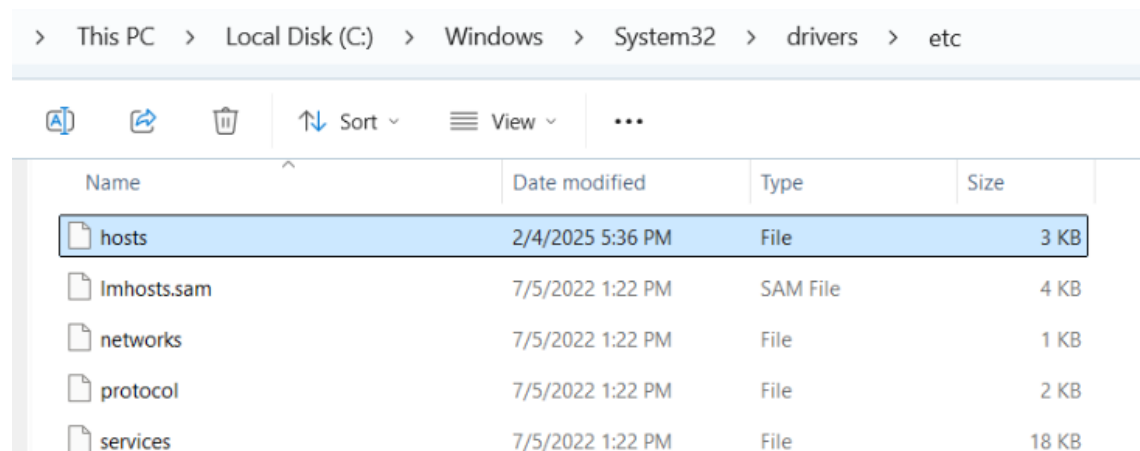 > This PC > Local Disk (C:) > Windows > System32 > drivers > etc
Sort View ...
Name Date modified Type Size
hosts 2/4/2025 5:36 PM File 3 KB
lmhosts.sam 7/5/2022 1:22 PM SAM File 4 KB
networks 7/5/2022 1:22 PM File 1 KB
protocol 7/5/2022 1:22 PM File 2 KB
services 7/5/2022 1:22 PM File 18 KB